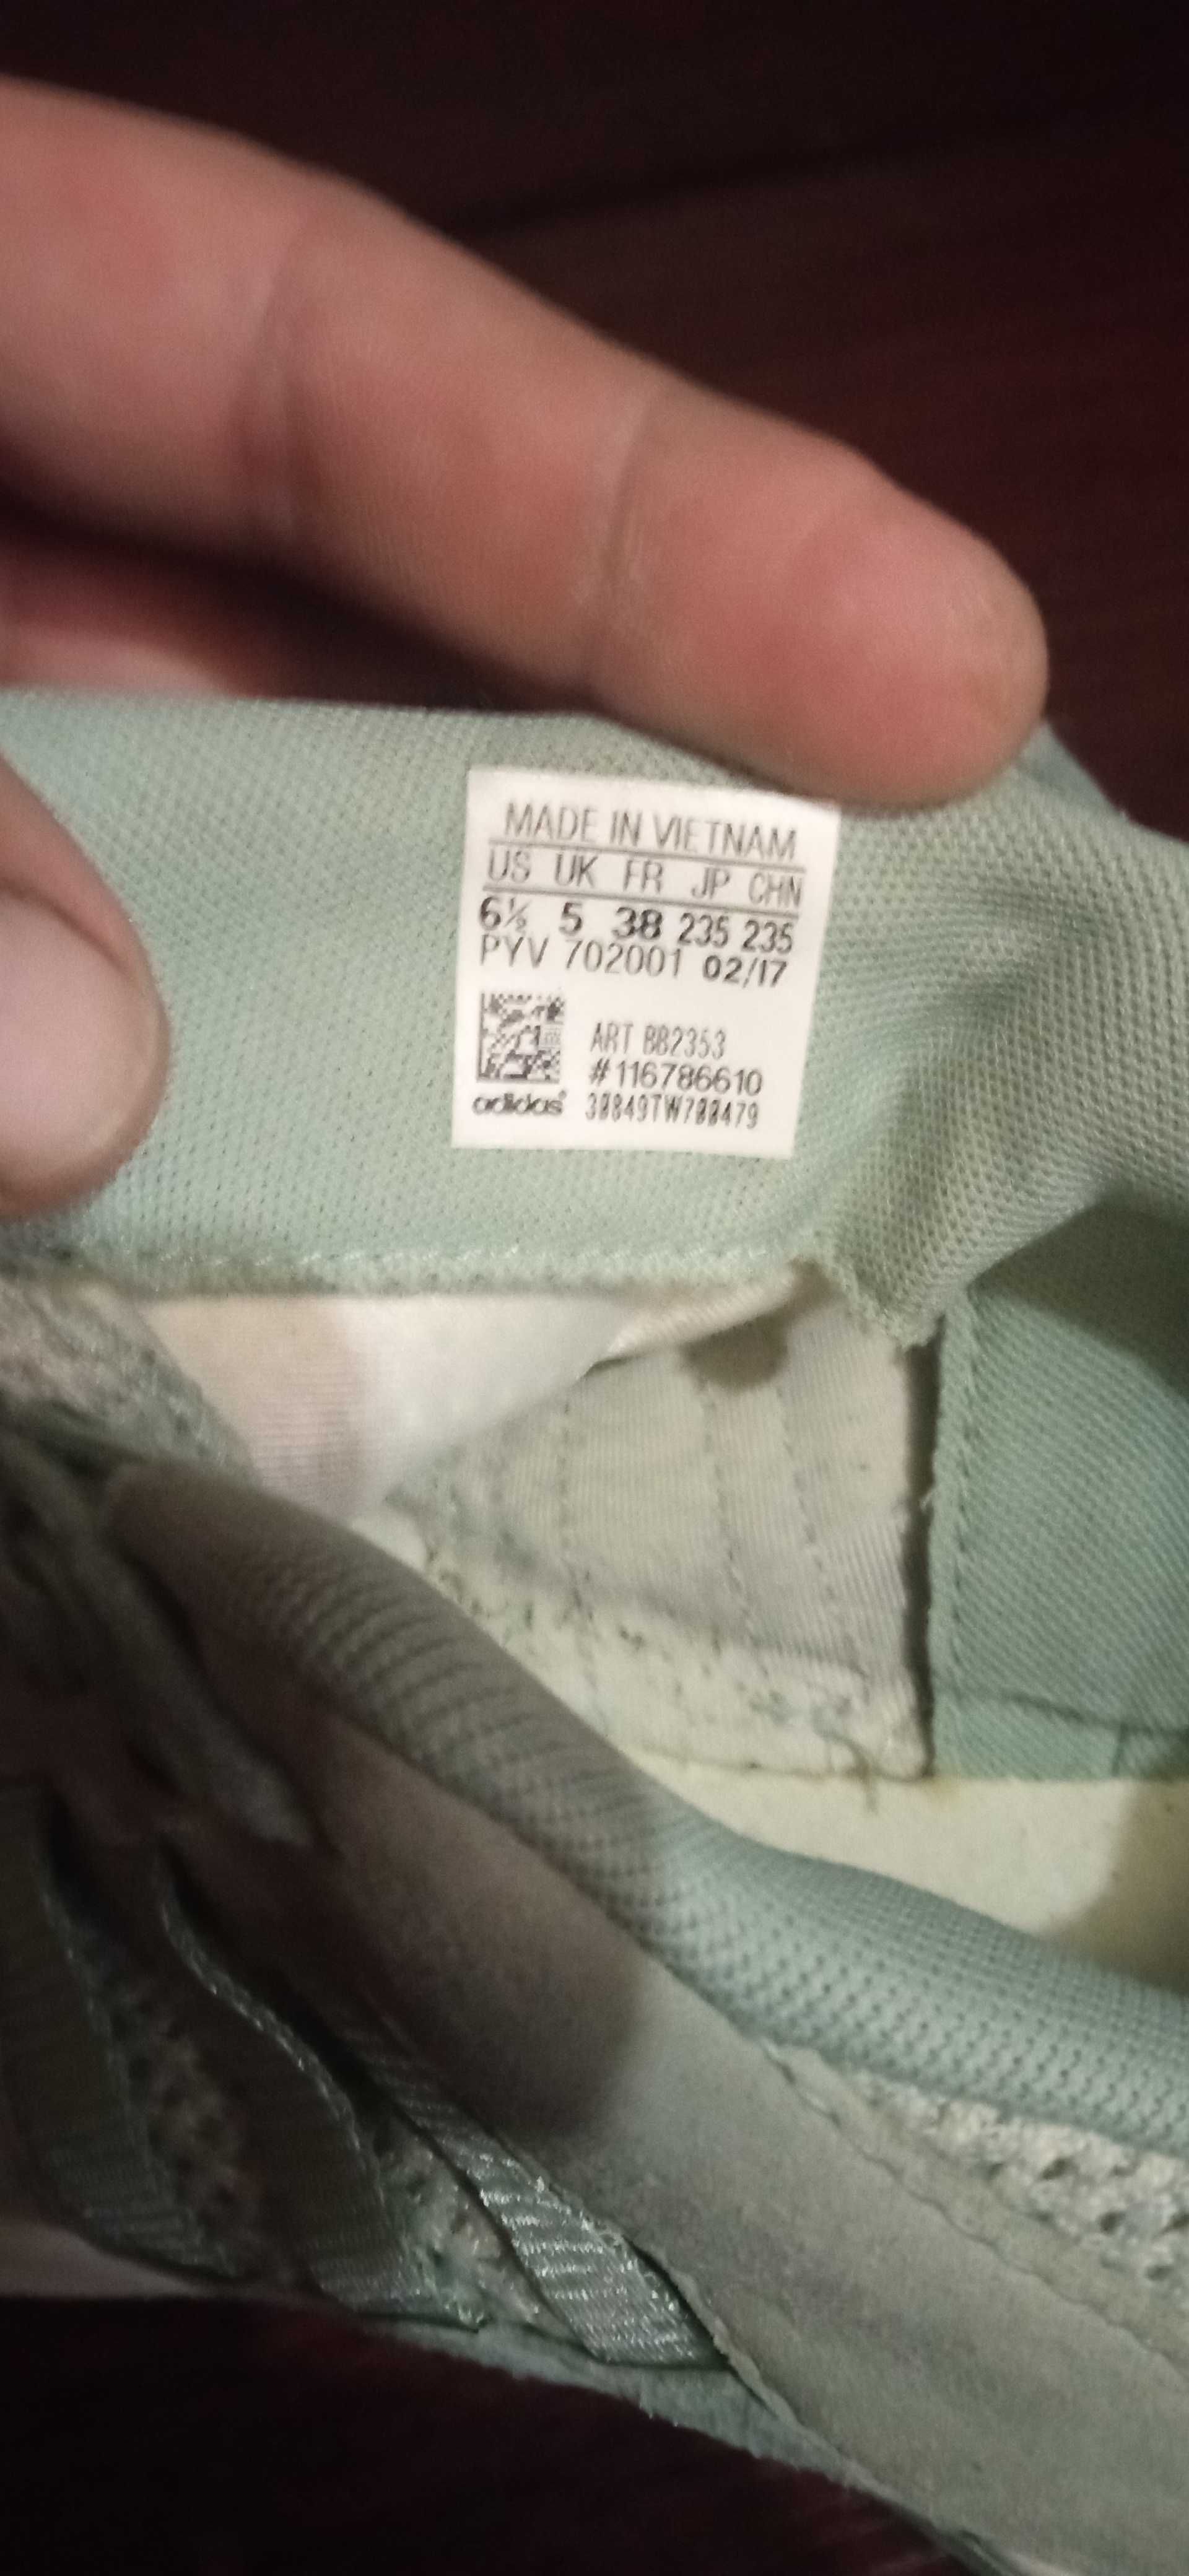 MADE IN VIETNAM
US UK FR JP CHN
6½ 5 38 235 235
PYV 702001 02/17
ART BB2353
#116786610
adidas 30849TW700479